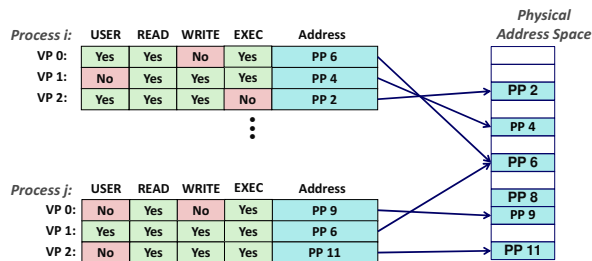 Physical
Address Space
Process i: USER READ WRITE EXEC Address
VP 0: Yes Yes No Yes PP 6
VP 1: No Yes Yes Yes PP 4
VP 2: Yes Yes Yes No PP 2
PP 2
PP 4
PP 6
PP 8
PP 9
PP 11
Process j: USER READ WRITE EXEC Address
VP 0: No Yes No Yes PP 9
VP 1: Yes Yes Yes Yes PP 6
VP 2: No Yes Yes Yes PP 11